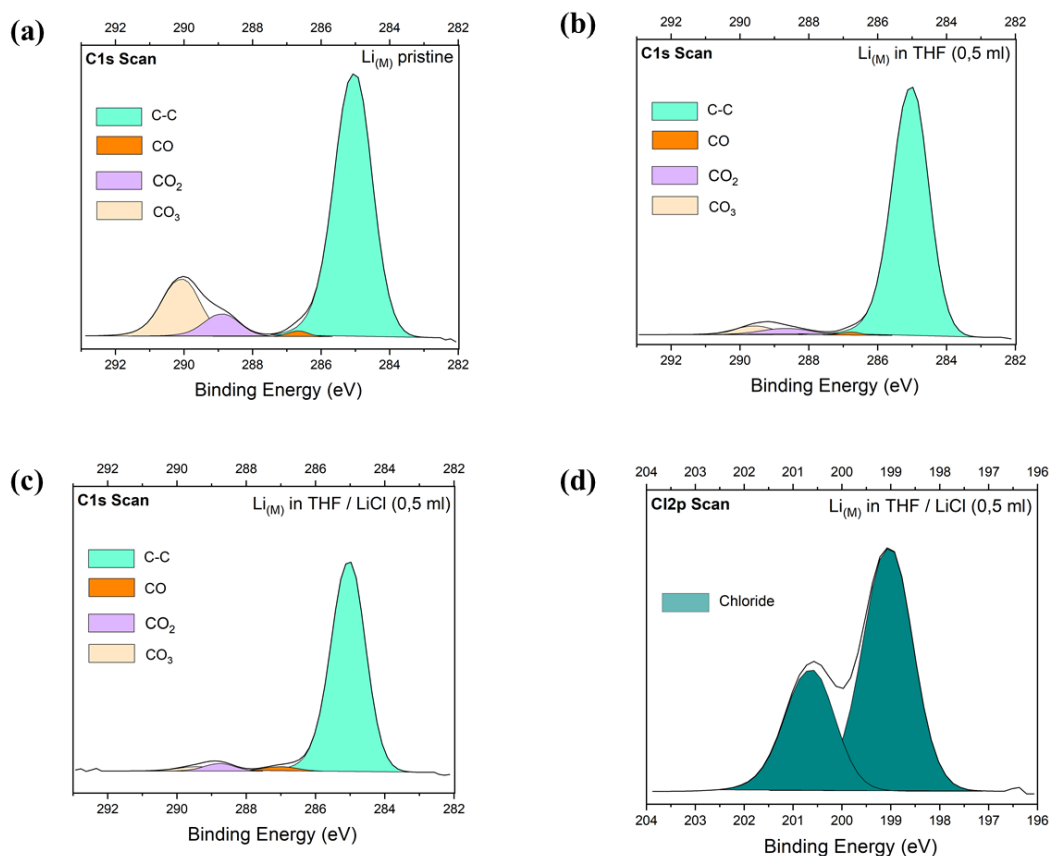 (a)
292 290 288 286 284 282
C1s Scan
Li(M) pristine
C-C
CO
CO₂
CO₃
292 290 288 286 284 282
Binding Energy (eV)
(b)
292 290 288 286 284 282
C1s Scan
Li(M) in THF (0,5 ml)
C-C
CO
CO₂
CO₃
292 290 288 286 284 282
Binding Energy (eV)
(c)
292 290 288 286 284 282
C1s Scan
Li(M) in THF / LiCl (0,5 ml)
C-C
CO
CO₂
CO₃
292 290 288 286 284 282
Binding Energy (eV)
(d)
204 203 202 201 200 199 198 197 196
Cl2p Scan
Li(M) in THF / LiCl (0,5 ml)
Chloride
204 203 202 201 200 199 198 197 196
Binding Energy (eV)